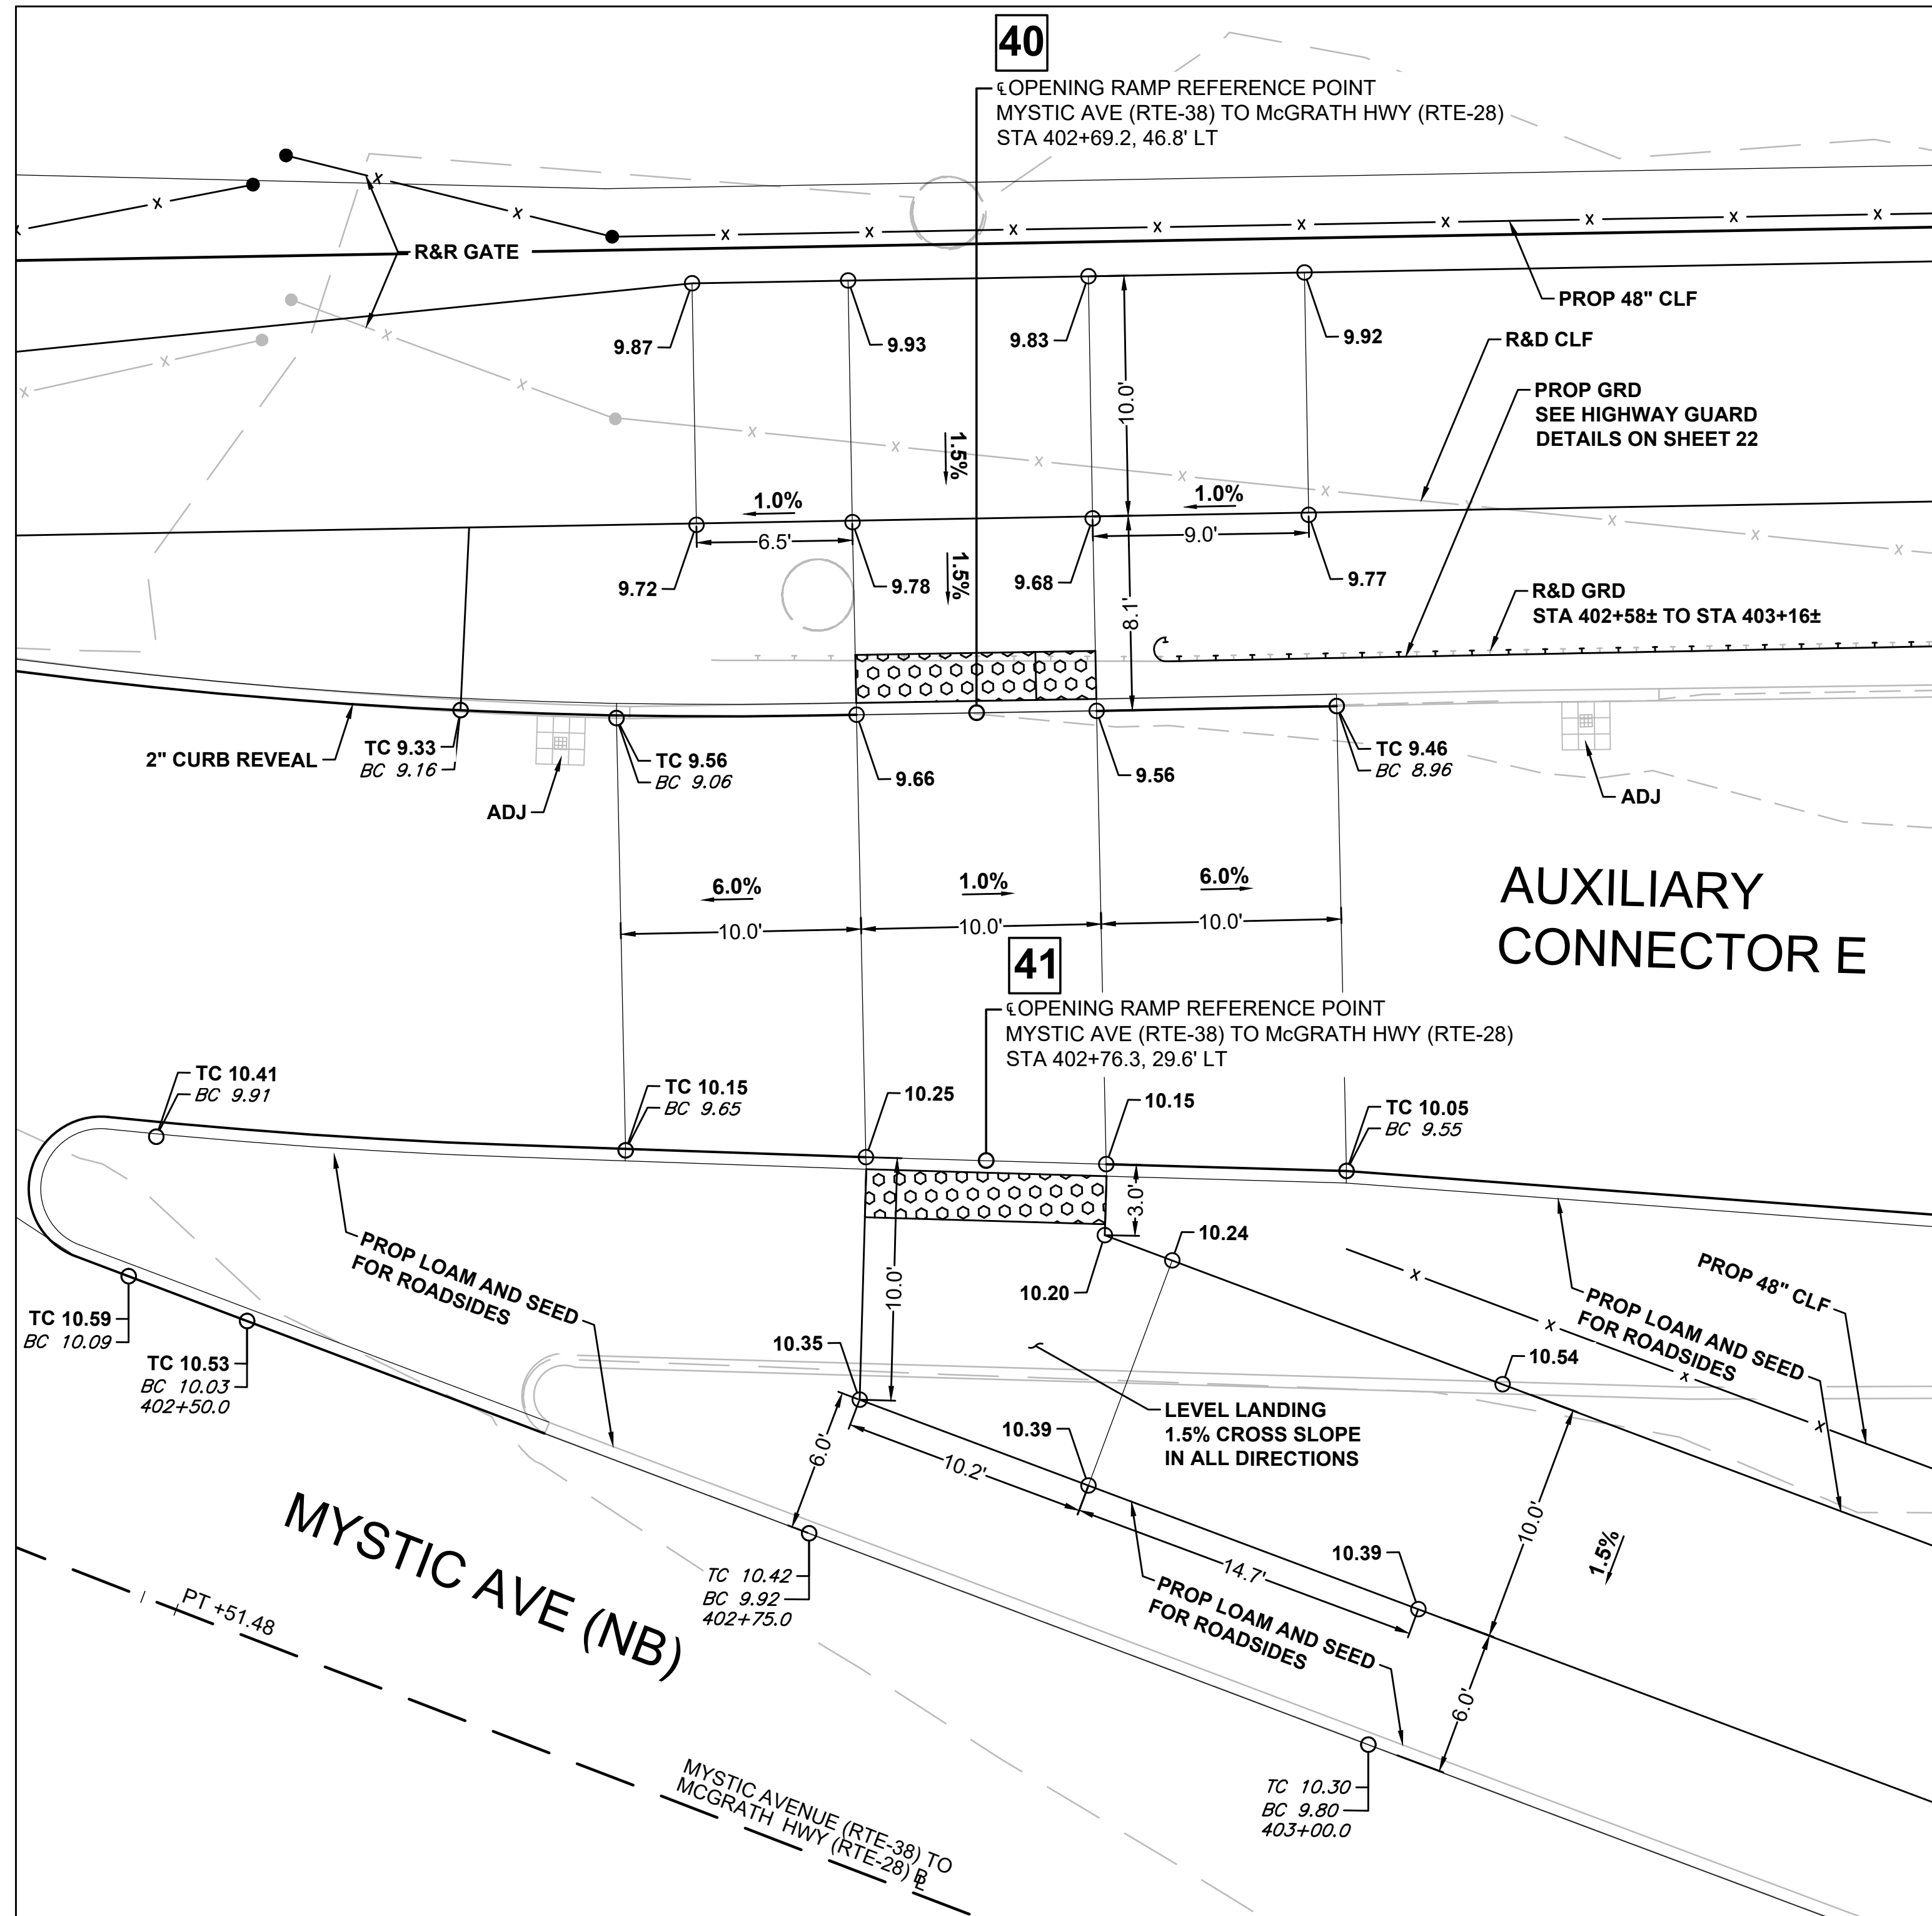 40
℄ OPENING RAMP REFERENCE POINT
MYSTIC AVE (RTE-38) TO McGRATH HWY (RTE-28)
STA 402+69.2, 46.8' LT
R&R GATE
PROP 48" CLF
9.87
9.93
9.83
9.92
R&D CLF
PROP GRD
SEE HIGHWAY GUARD
DETAILS ON SHEET 22
10.0'
1.5%
1.0%
1.0%
6.5'
9.0'
9.72
9.78
1.5%
9.68
9.77
8.1'
R&D GRD
STA 402+58± TO STA 403+16±
2" CURB REVEAL
TC 9.33
BC 9.16
ADJ
TC 9.56
BC 9.06
9.66
9.56
TC 9.46
BC 8.96
ADJ
6.0%
1.0%
6.0%
10.0'
10.0'
10.0'
AUXILIARY
CONNECTOR E
41
℄ OPENING RAMP REFERENCE POINT
MYSTIC AVE (RTE-38) TO McGRATH HWY (RTE-28)
STA 402+76.3, 29.6' LT
TC 10.41
BC 9.91
TC 10.15
BC 9.65
10.25
10.15
TC 10.05
BC 9.55
3.0'
10.24
10.20
10.0'
PROP LOAM AND SEED
FOR ROADSIDES
PROP 48" CLF
PROP LOAM AND SEED
FOR ROADSIDES
TC 10.59
BC 10.09
TC 10.53
BC 10.03
402+50.0
10.35
10.54
LEVEL LANDING
1.5% CROSS SLOPE
IN ALL DIRECTIONS
10.39
6.0'
10.2'
14.7'
10.39
10.0'
1.5%
MYSTIC AVE (NB)
PT +51.48
TC 10.42
BC 9.92
402+75.0
PROP LOAM AND SEED
FOR ROADSIDES
6.0'
TC 10.30
BC 9.80
403+00.0
MYSTIC AVENUE (RTE-38) TO
MCGRATH HWY (RTE-28) BL